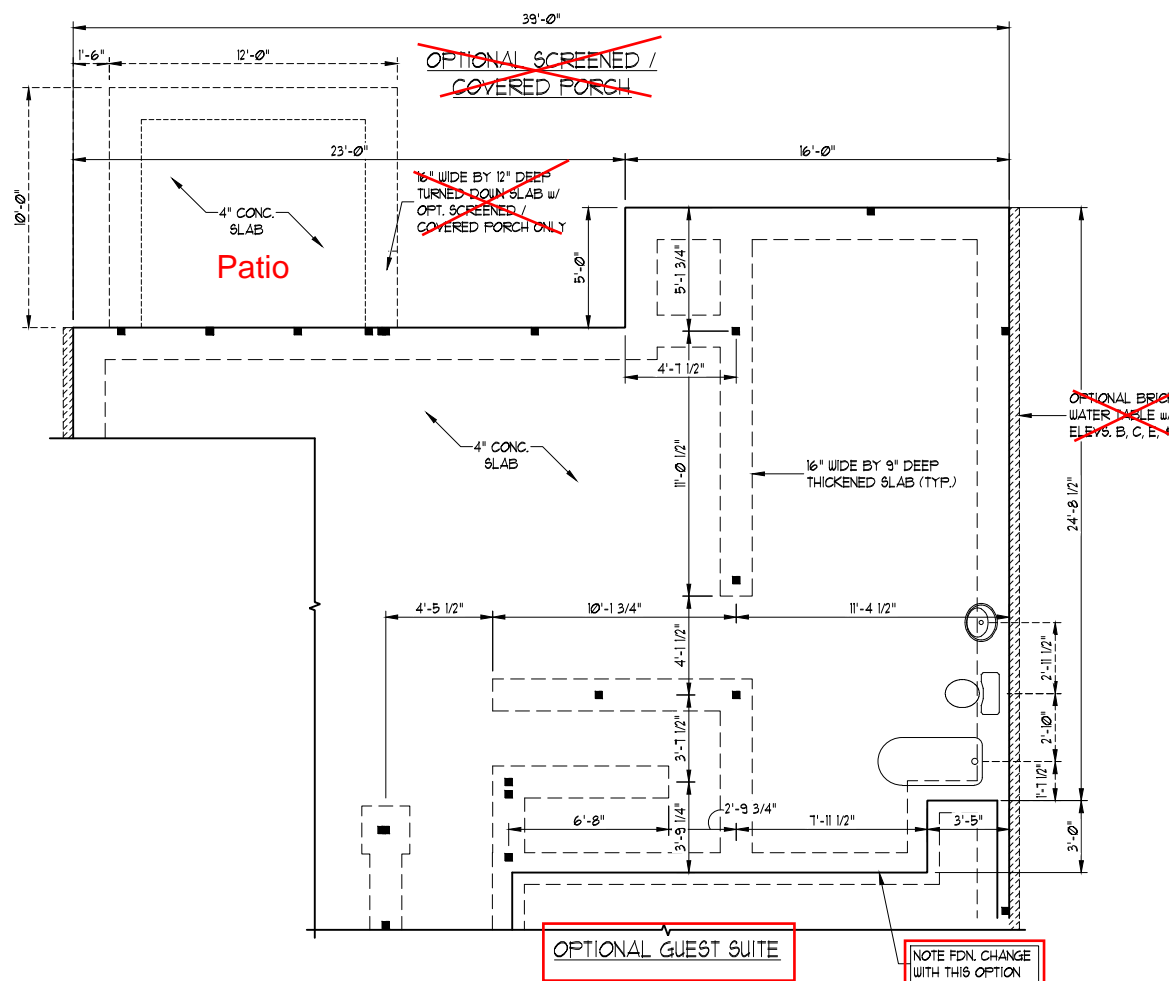 39'-0"
1'-6"
12'-0"
OPTIONAL SCREENED /
COVERED PORCH
23'-0"
16'-0"
10'-0"
4" CONC.
SLAB
Patio
16" WIDE BY 12" DEEP
TURNED DOWN SLAB w/
OPT. SCREENED /
COVERED PORCH ONLY
5'-0"
5'-1 3/4"
4'-7 1/2"
OPTIONAL BRICK
WATER TABLE w/
ELEVS. B, C, E,
4" CONC.
SLAB
11'-0 1/2"
16" WIDE BY 9" DEEP
THICKENED SLAB (TYP.)
24'-8 1/2"
4'-5 1/2"
10'-1 3/4"
11'-4 1/2"
4'-1 1/2"
2'-11 1/2"
3'-7 1/2"
2'-10"
1'-7 1/2"
6'-8"
2'-9 3/4"
7'-11 1/2"
3'-5"
3'-9 1/4"
3'-0"
OPTIONAL GUEST SUITE
NOTE FDN. CHANGE
WITH THIS OPTION